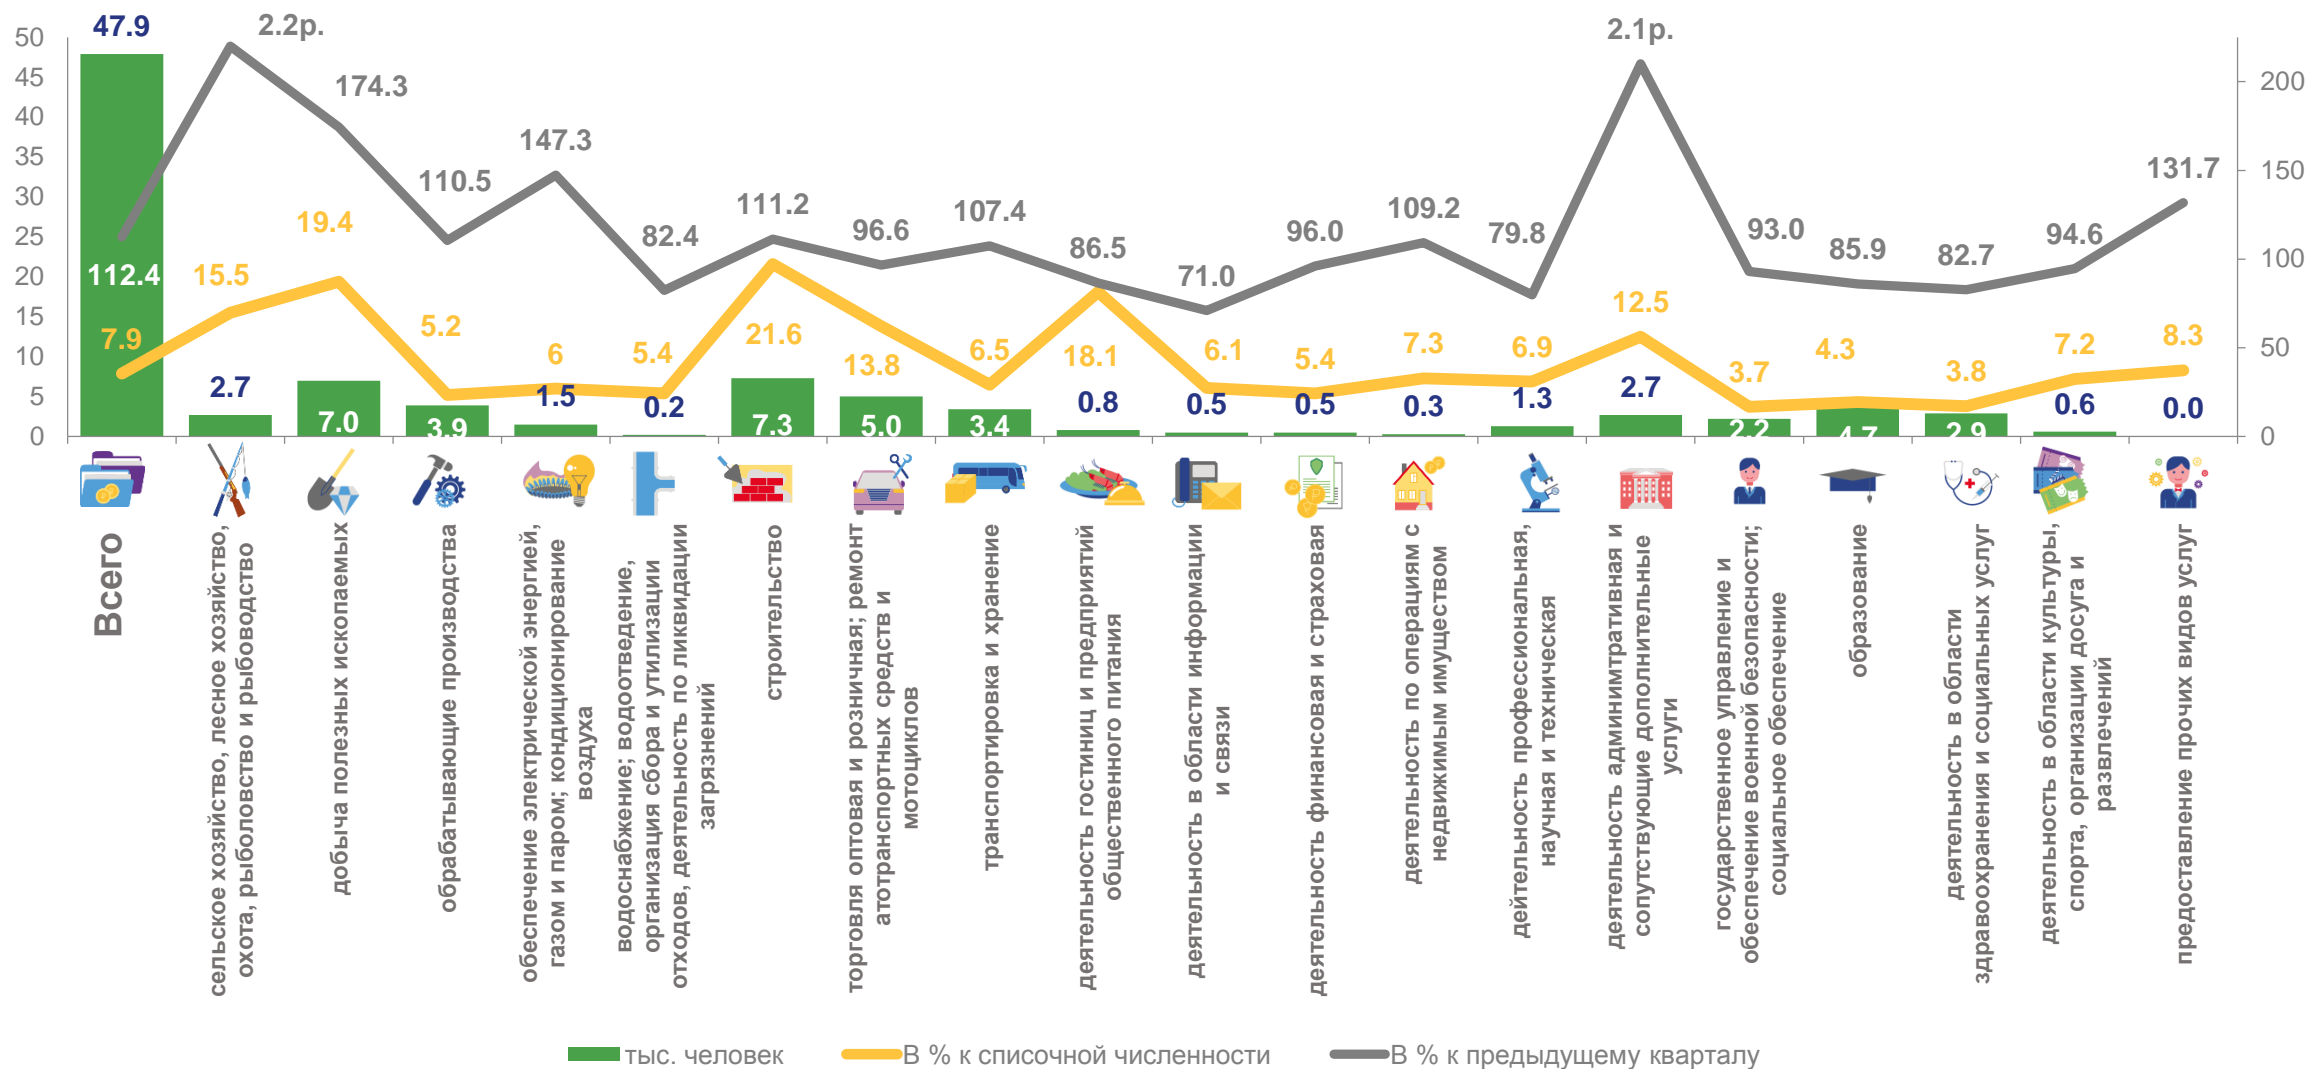 47.9
2.2р.
2.1р.
50
45
40
35
30
25
20
15
10
5
0
200
150
100
50
0
174.3
110.5
147.3
82.4
111.2
96.6
107.4
86.5
71.0
96.0
109.2
79.8
93.0
85.9
82.7
94.6
131.7
112.4
7.9
15.5
19.4
5.2
6
5.4
21.6
13.8
6.5
18.1
6.1
5.4
7.3
6.9
12.5
3.7
4.3
3.8
7.2
8.3
2.7
7.0
3.9
1.5
0.2
7.3
5.0
3.4
0.8
0.5
0.5
0.3
1.3
2.7
2.2
4.7
2.9
0.6
0.0
Всего
сельское хозяйство, лесное хозяйство,
охота, рыболовство и рыбоводство
добыча полезных ископаемых
обрабатывающие производства
обеспечение электрической энергией,
газом и паром; кондиционирование
воздуха
водоснабжение; водоотведение,
организация сбора и утилизации
отходов, деятельность по ликвидации
загрязнений
строительство
торговля оптовая и розничная; ремонт
атотранспортных средств и
мотоциклов
транспортировка и хранение
деятельность гостиниц и предприятий
общественного питания
деятельность в области информации
и связи
деятельность финансовая и страховая
деятельность по операциям с
недвижимым имуществом
дейтельность профессиональная,
научная и техническая
деятельность админимтративная и
сопутствующие дополнительные
услуги
государственное управление и
обеспечение военной безопасности;
социальное обеспечение
образование
деятельность в области
здравоохранения и социальных услуг
деятельность в области культуры,
спорта, организации досуга и
развлечений
предоставление прочих видов услуг
тыс. человек
В % к списочной численности
В % к предыдущему кварталу